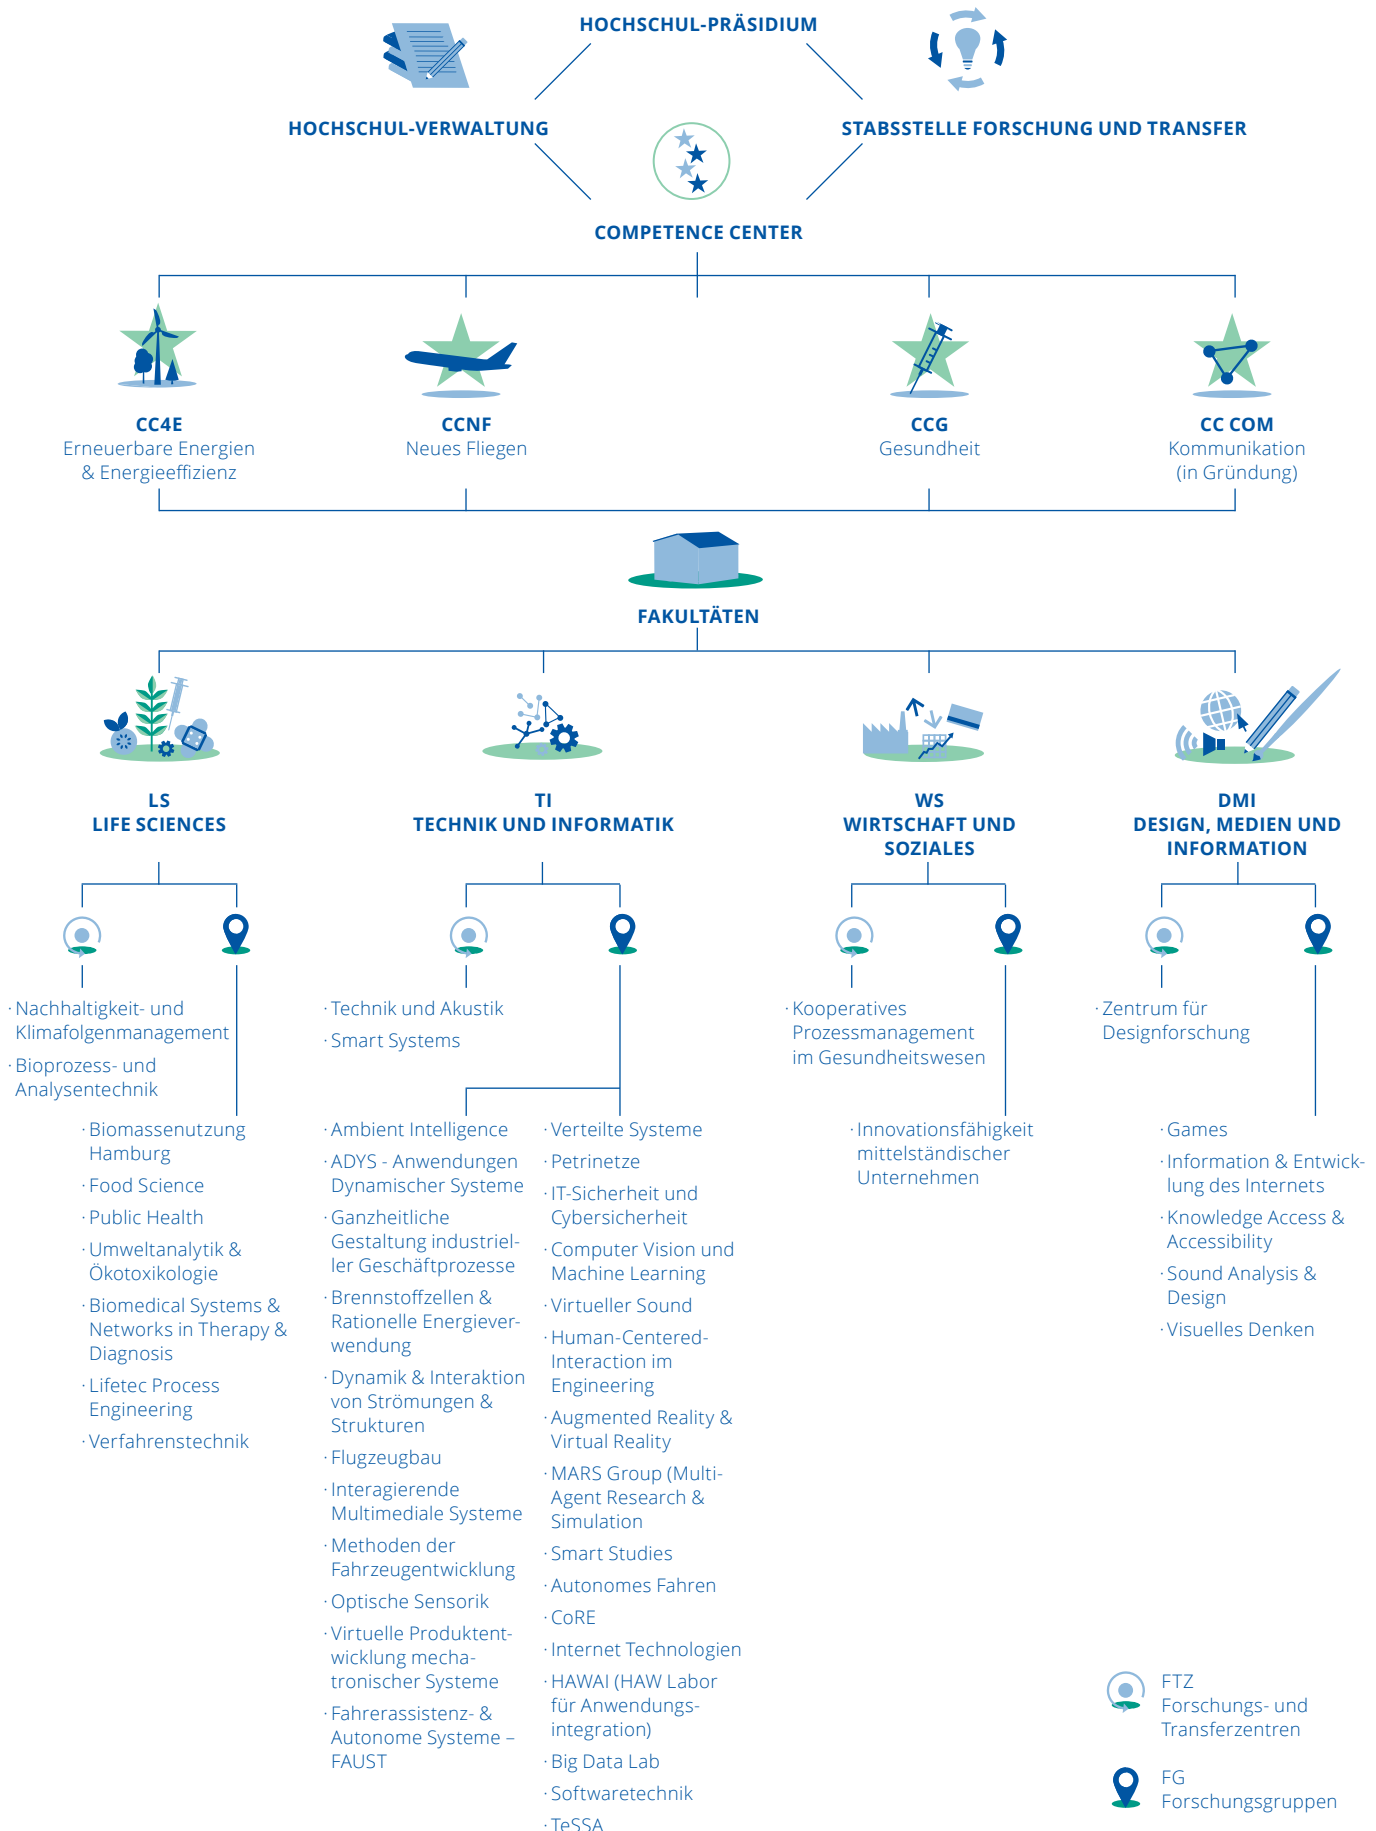 HOCHSCHUL-PRÄSIDIUM
HOCHSCHUL-VERWALTUNG
STABSSTELLE FORSCHUNG UND TRANSFER
COMPETENCE CENTER
CC4E
Erneuerbare Energien
& Energieeffizienz
CCNF
Neues Fliegen
CCG
Gesundheit
CC COM
Kommunikation
(in Gründung)
FAKULTÄTEN
LS
LIFE SCIENCES
TI
TECHNIK UND INFORMATIK
WS
WIRTSCHAFT UND
SOZIALES
DMI
DESIGN, MEDIEN UND
INFORMATION
· Nachhaltigkeit- und
Klimafolgenmanagement
· Bioprozess- und
Analysentechnik
· Technik und Akustik
· Smart Systems
· Kooperatives
Prozessmanagement
im Gesundheitswesen
· Zentrum für
Designforschung
· Biomassenutzung
Hamburg
· Food Science
· Public Health
· Umweltanalytik &
Ökotoxikologie
· Biomedical Systems &
Networks in Therapy &
Diagnosis
· Lifetec Process
Engineering
· Verfahrenstechnik
· Ambient Intelligence
· ADYS - Anwendungen
Dynamischer Systeme
· Ganzheitliche
Gestaltung industriel-
ler Geschäftprozesse
· Brennstoffzellen &
Rationelle Energiever-
wendung
· Dynamik & Interaktion
von Strömungen &
Strukturen
· Flugzeugbau
· Interagierende
Multimediale Systeme
· Methoden der
Fahrzeugentwicklung
· Optische Sensorik
· Virtuelle Produktent-
wicklung mecha-
tronischer Systeme
· Fahrerassistenz- &
Autonome Systeme –
FAUST
· Verteilte Systeme
· Petrinetze
· IT-Sicherheit und
Cybersicherheit
· Computer Vision und
Machine Learning
· Virtueller Sound
· Human-Centered-
Interaction im
Engineering
· Augmented Reality &
Virtual Reality
· MARS Group (Multi-
Agent Research &
Simulation
· Smart Studies
· Autonomes Fahren
· CoRE
· Internet Technologien
· HAWAI (HAW Labor
für Anwendungs-
integration)
· Big Data Lab
· Softwaretechnik
· TeSSA
· Innovationsfähigkeit
mittelständischer
Unternehmen
· Games
· Information & Entwick-
lung des Internets
· Knowledge Access &
Accessibility
· Sound Analysis &
Design
· Visuelles Denken
FTZ
Forschungs- und
Transferzentren
FG
Forschungsgruppen